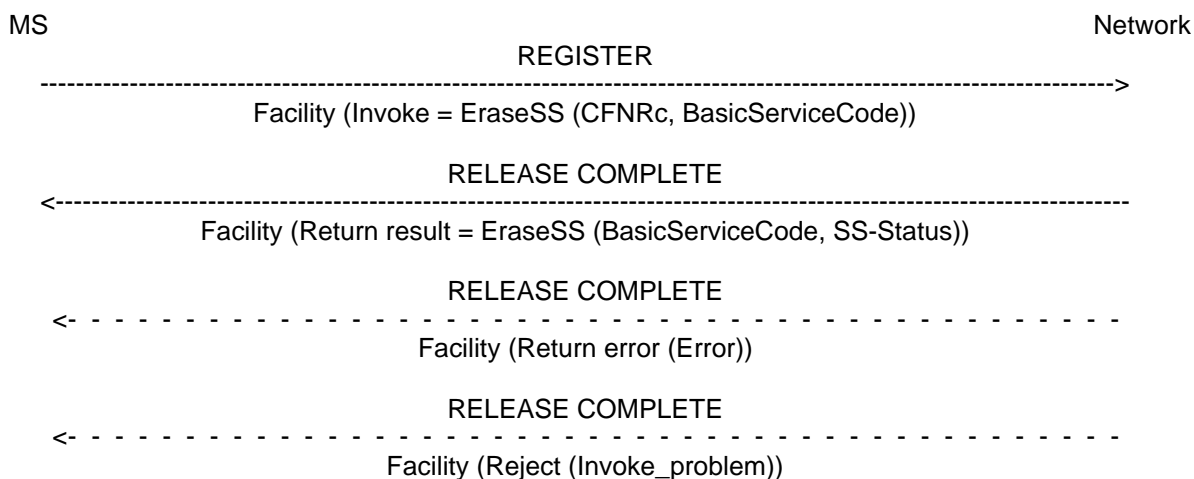 MS Network
REGISTER
Facility (Invoke = EraseSS (CFNRc, BasicServiceCode))
RELEASE COMPLETE
Facility (Return result = EraseSS (BasicServiceCode, SS-Status))
RELEASE COMPLETE
Facility (Return error (Error))
RELEASE COMPLETE
Facility (Reject (Invoke_problem))